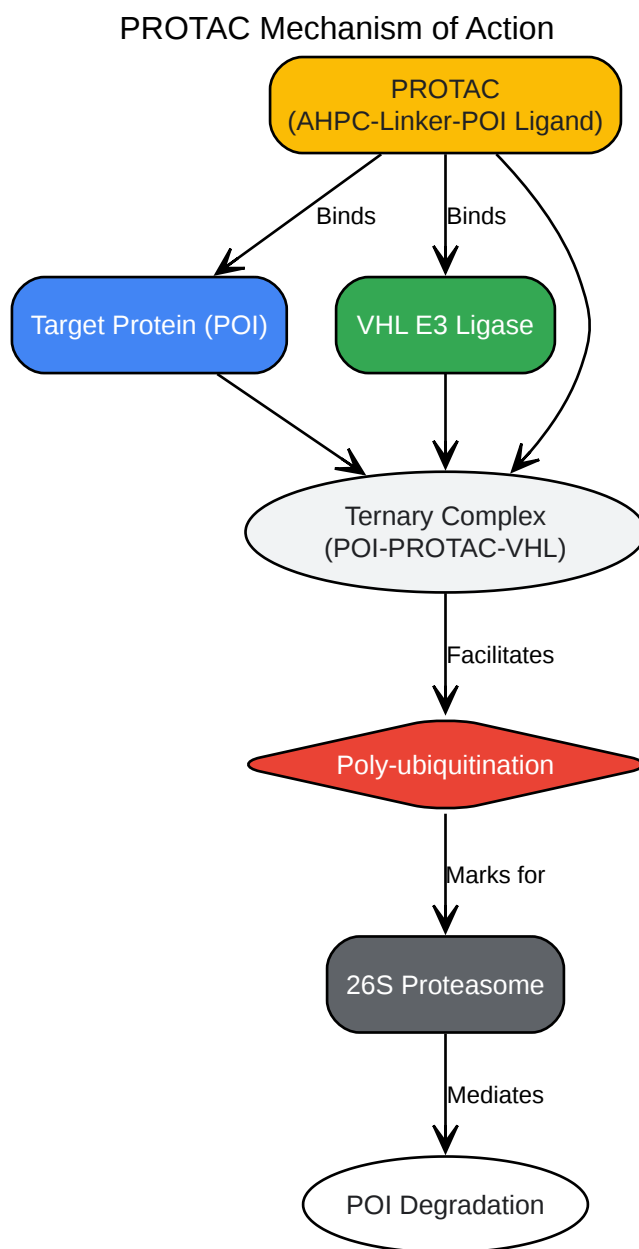 PROTAC Mechanism of Action
PROTAC
(AHPC-Linker-POI Ligand)
Binds
Binds
Target Protein (POI)
VHL E3 Ligase
Ternary Complex
(POI-PROTAC-VHL)
Facilitates
Poly-ubiquitination
Marks for
26S Proteasome
Mediates
POI Degradation